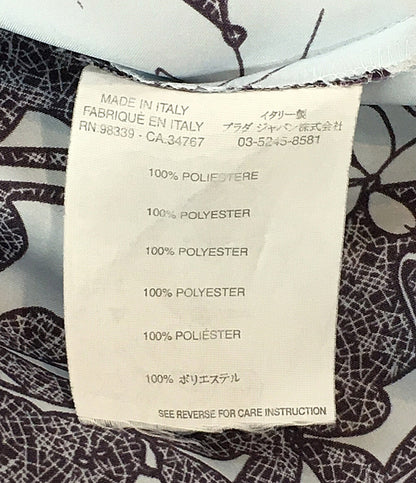 MADE IN ITALY
FABRIQUÉ EN ITALY
RN 98339 - CA.34767
イタリー製
プラダ ジャパン株式会社
03-5245-8581
100% POLIESTERE
100% POLYESTER
100% POLYESTER
100% POLYESTER
100% POLIÉSTER
100% ポリエステル
SEE REVERSE FOR CARE INSTRUCTION